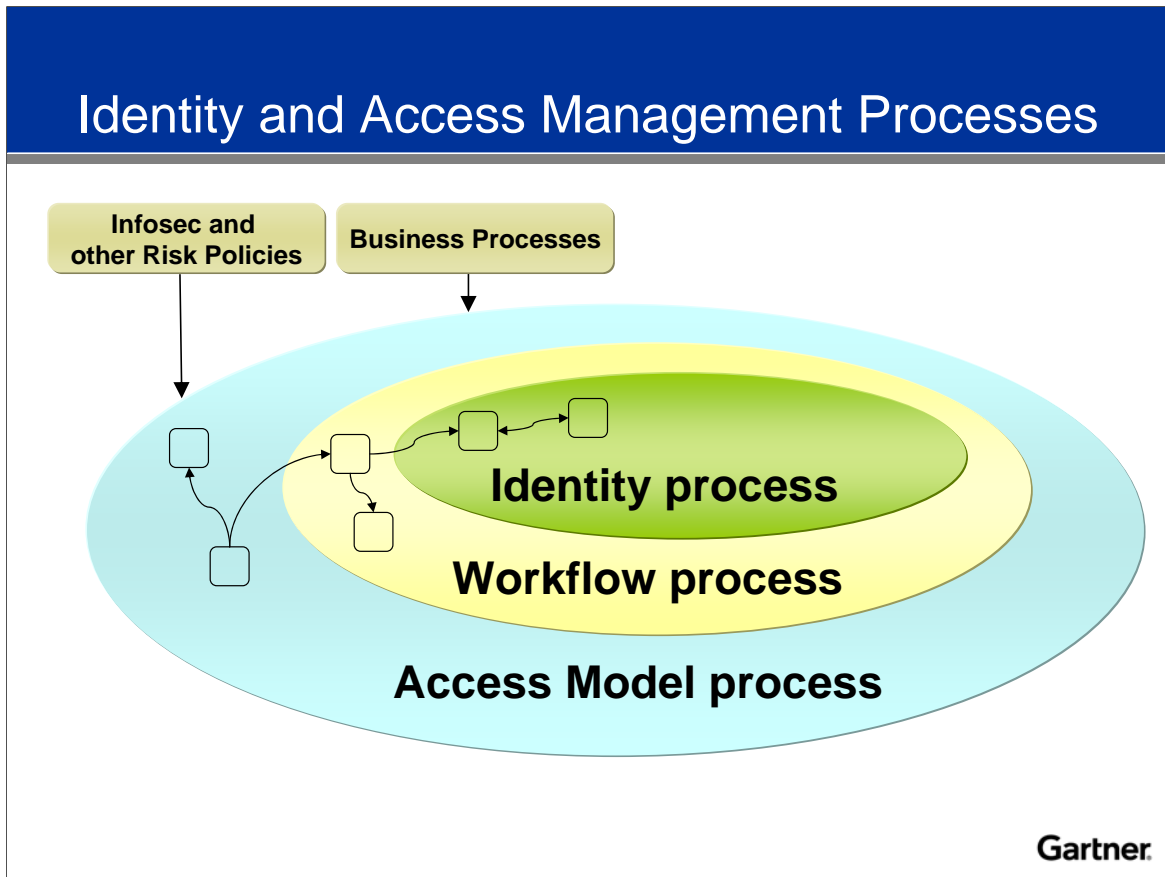 Identity and Access Management Processes
Infosec and
other Risk Policies
Business Processes
Identity process
Workflow process
Access Model process
Gartner.